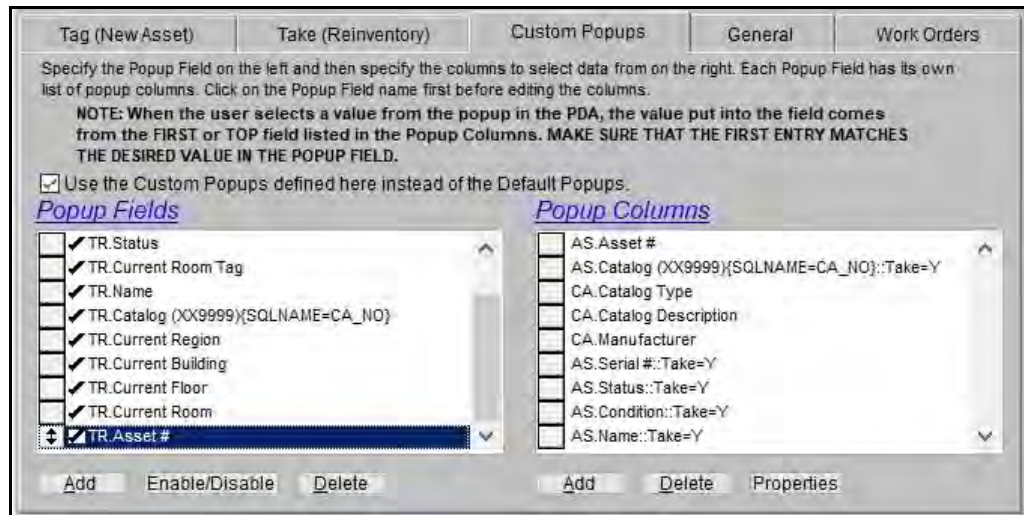 Tag (New Asset)
Take (Reinventory)
Custom Popups
General
Work Orders
Specify the Popup Field on the left and then specify the columns to select data from on the right. Each Popup Field has its own
list of popup columns. Click on the Popup Field name first before editing the columns.
NOTE: When the user selects a value from the popup in the PDA, the value put into the field comes
from the FIRST or TOP field listed in the Popup Columns. MAKE SURE THAT THE FIRST ENTRY MATCHES
THE DESIRED VALUE IN THE POPUP FIELD.
Use the Custom Popups defined here instead of the Default Popups.
Popup Fields
TR.Status
TR.Current Room Tag
TR.Name
TR.Catalog (XX9999){SQLNAME=CA_NO}
TR.Current Region
TR.Current Building
TR.Current Floor
TR.Current Room
TR.Asset #
Add
Enable/Disable
Delete
Popup Columns
AS.Asset #
AS.Catalog (XX9999){SQLNAME=CA_NO}::Take=Y
CA.Catalog Type
CA.Catalog Description
CA.Manufacturer
AS.Serial #::Take=Y
AS.Status::Take=Y
AS.Condition::Take=Y
AS.Name::Take=Y
Add
Delete
Properties